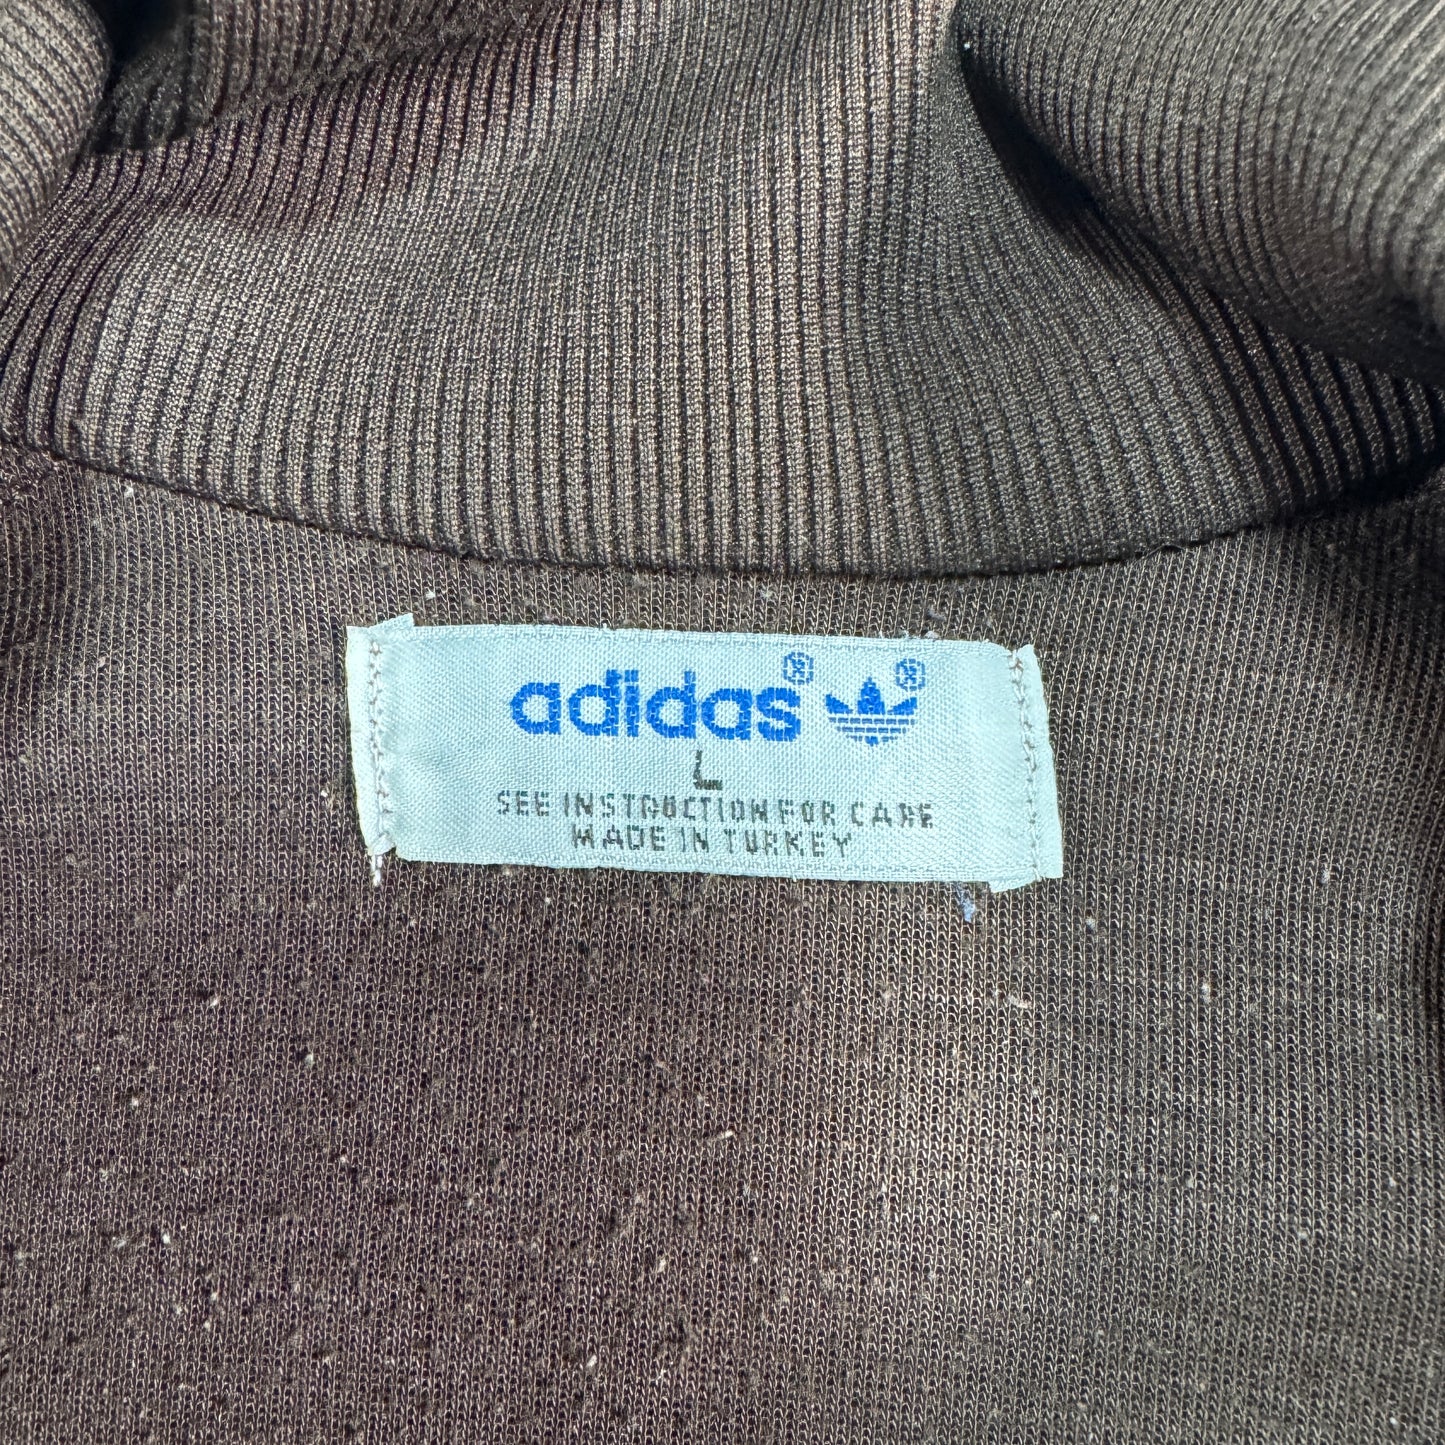 adidas®
L
SEE INSTRUCTION FOR CARE
MADE IN TURKEY